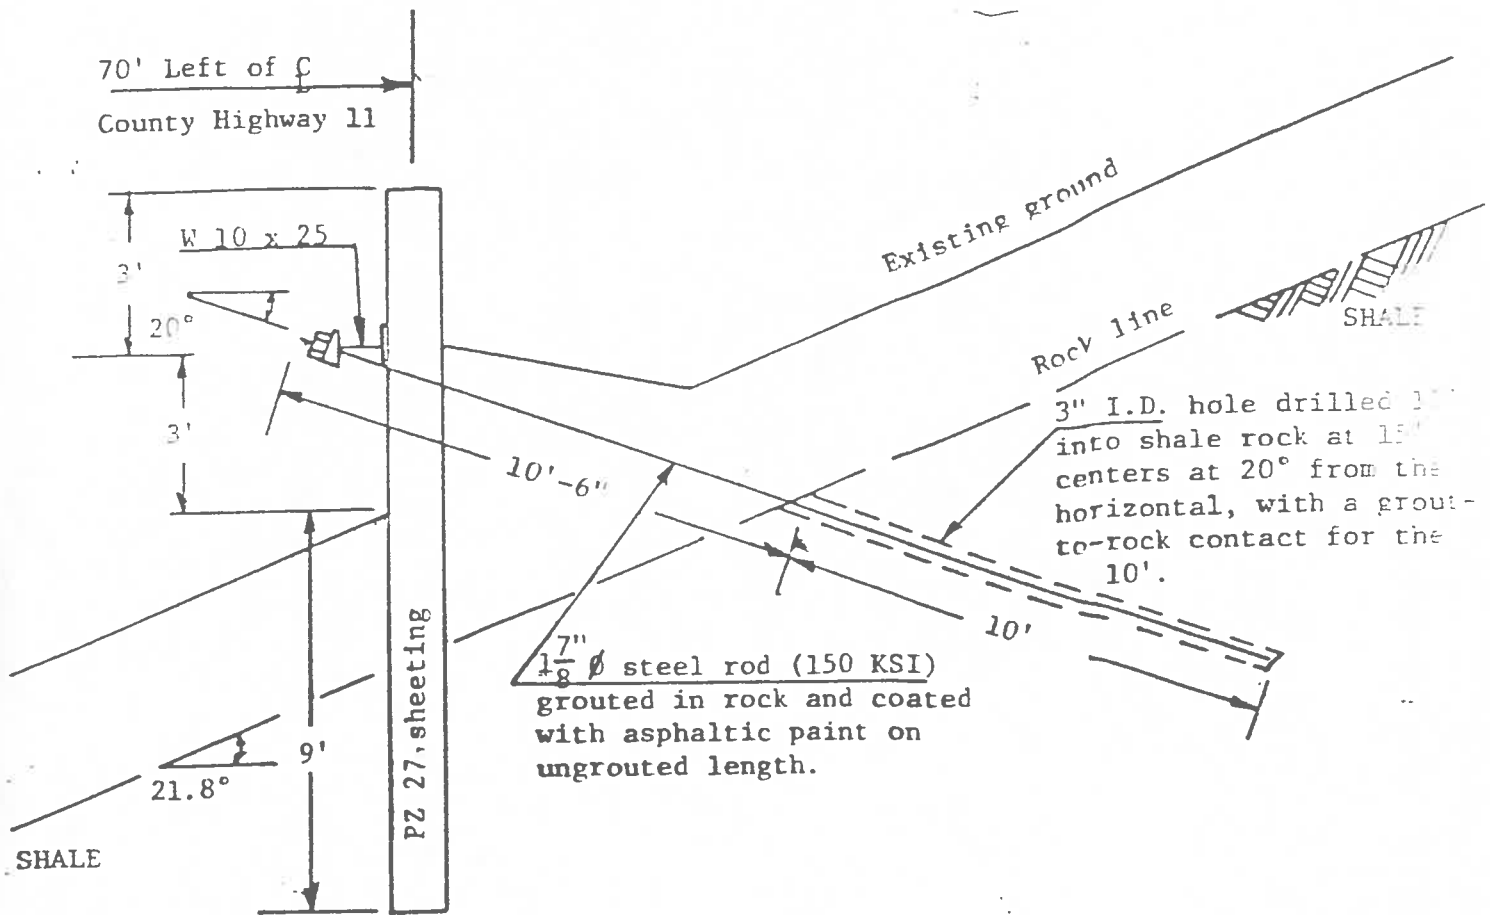 70' Left of ℄
County Highway 11
W 10 x 25
3'
20°
3'
10'-6"
Existing ground
Rock line
SHALE
3" I.D. hole drilled
into shale rock at 15'
centers at 20° from the
horizontal, with a grout-
to-rock contact for the
10'.
10'
1 7/8" ø steel rod (150 KSI)
grouted in rock and coated
with asphaltic paint on
ungrouted length.
PZ 27, sheeting
9'
21.8°
SHALE